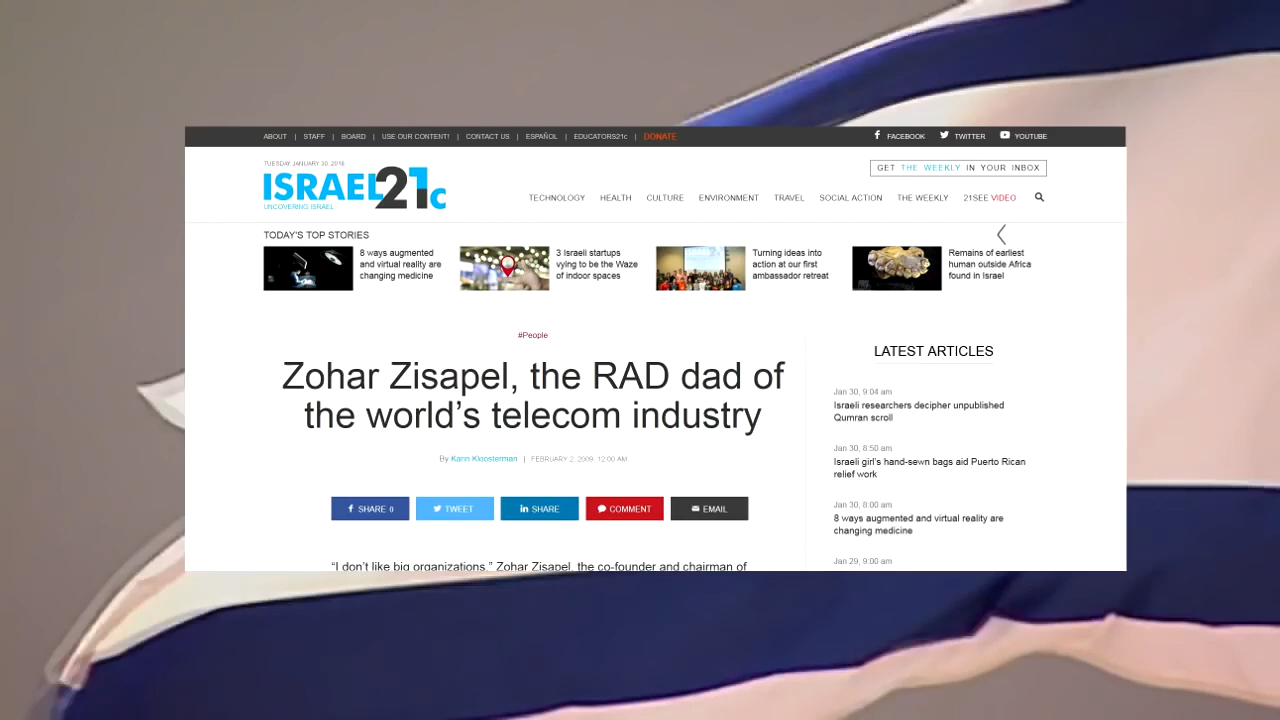 ABOUT | STAFF | BOARD | USE OUR CONTENT! | CONTACT US | ESPAÑOL | EDUCATORS21c | DONATE
FACEBOOK TWITTER YOUTUBE
TUESDAY, JANUARY 30, 2018
ISRAEL21c
UNCOVERING ISRAEL
GET THE WEEKLY IN YOUR INBOX
TECHNOLOGY HEALTH CULTURE ENVIRONMENT TRAVEL SOCIAL ACTION THE WEEKLY 21SEE VIDEO
TODAY'S TOP STORIES
8 ways augmented
and virtual reality are
changing medicine
3 Israeli startups
vying to be the Waze
of indoor spaces
Turning ideas into
action at our first
ambassador retreat
Remains of earliest
human outside Africa
found in Israel
#People
Zohar Zisapel, the RAD dad of
the world's telecom industry
By Karin Kloosterman | FEBRUARY 2, 2009, 12:00 AM
SHARE 0 TWEET SHARE COMMENT EMAIL
“I don't like big organizations,” Zohar Zisapel, the co-founder and chairman of
LATEST ARTICLES
Jan 30, 9:04 am
Israeli researchers decipher unpublished
Qumran scroll
Jan 30, 8:50 am
Israeli girl's hand-sewn bags aid Puerto Rican
relief work
Jan 30, 8:00 am
8 ways augmented and virtual reality are
changing medicine
Jan 29, 9:00 am